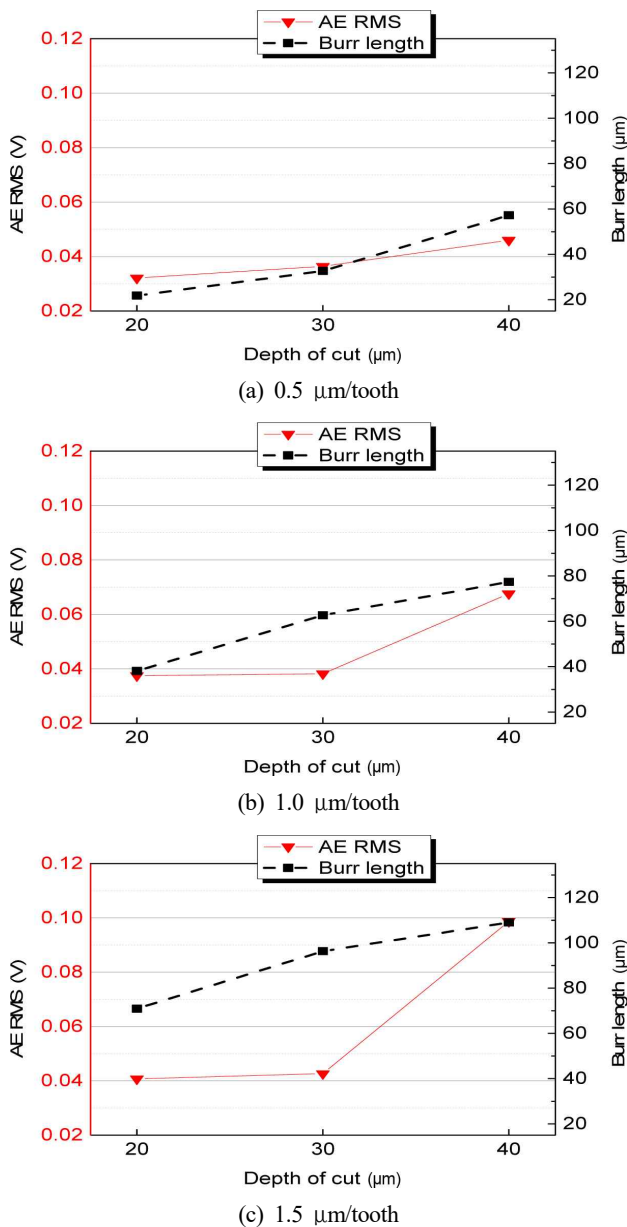 AE RMS
Burr length
0.12
0.10
0.08
0.06
0.04
0.02
AE RMS (V)
120
100
80
60
40
20
Burr length (µm)
20 30 40
Depth of cut (µm)
(a) 0.5 µm/tooth
AE RMS
Burr length
0.12
0.10
0.08
0.06
0.04
0.02
AE RMS (V)
120
100
80
60
40
20
Burr length (µm)
20 30 40
Depth of cut (µm)
(b) 1.0 µm/tooth
AE RMS
Burr length
0.12
0.10
0.08
0.06
0.04
0.02
AE RMS (V)
120
100
80
60
40
20
Burr length (µm)
20 30 40
Depth of cut (µm)
(c) 1.5 µm/tooth